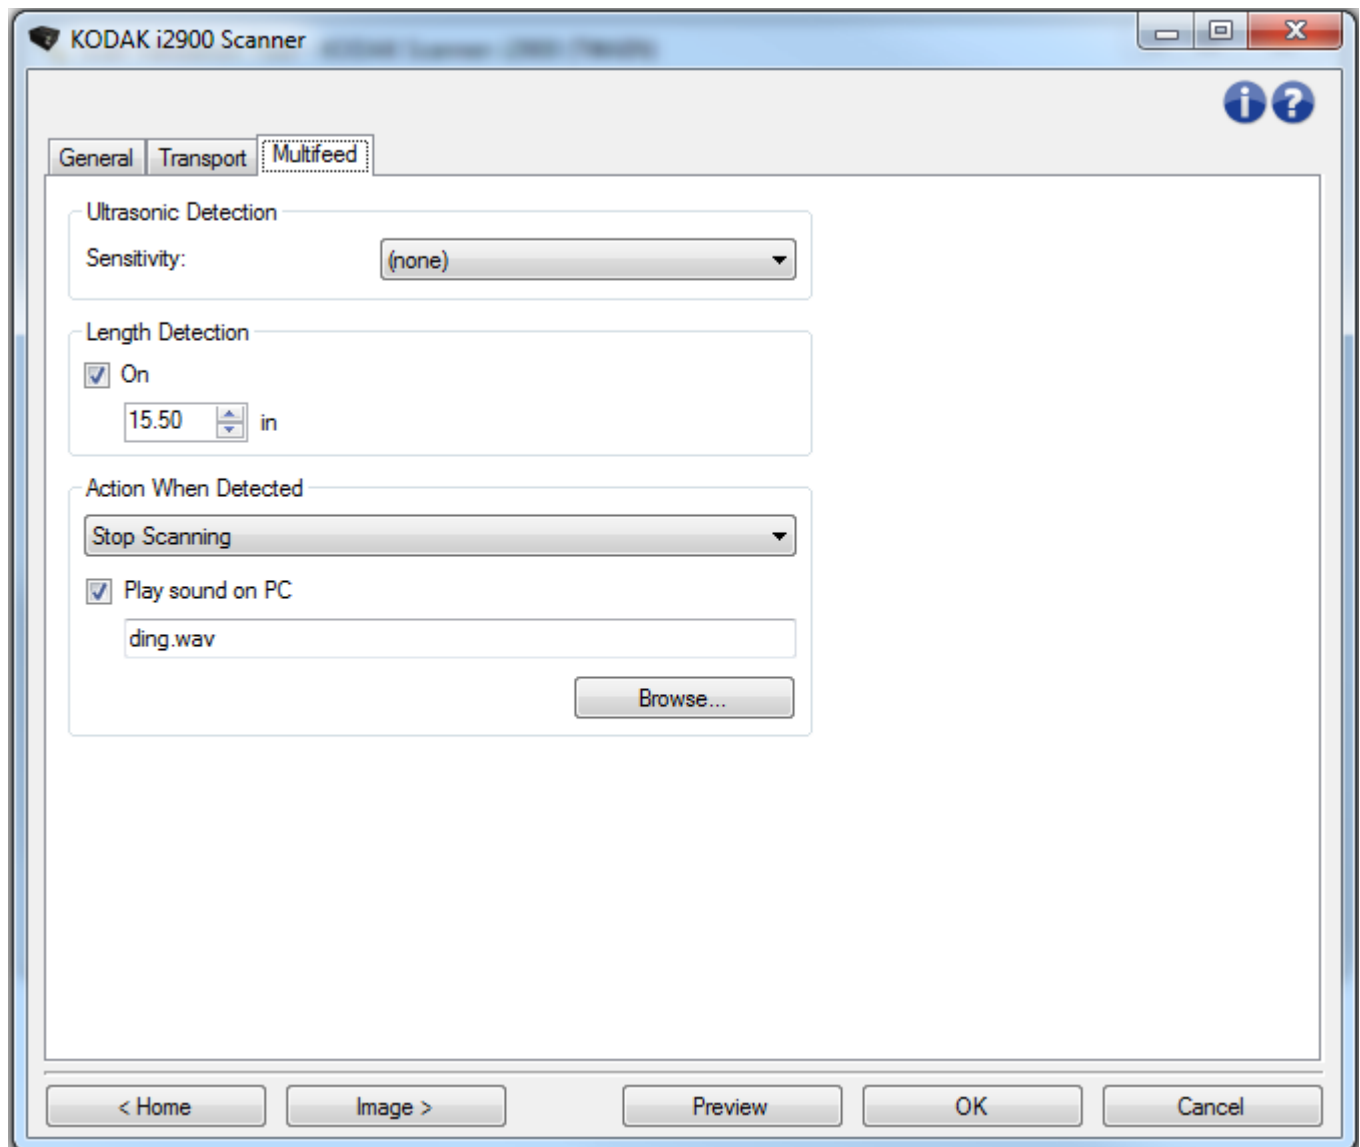 KODAK i2900 Scanner
General Transport Multifeed
Ultrasonic Detection
Sensitivity: (none)
Length Detection
On
15.50 in
Action When Detected
Stop Scanning
Play sound on PC
ding.wav
Browse...
< Home Image > Preview OK Cancel